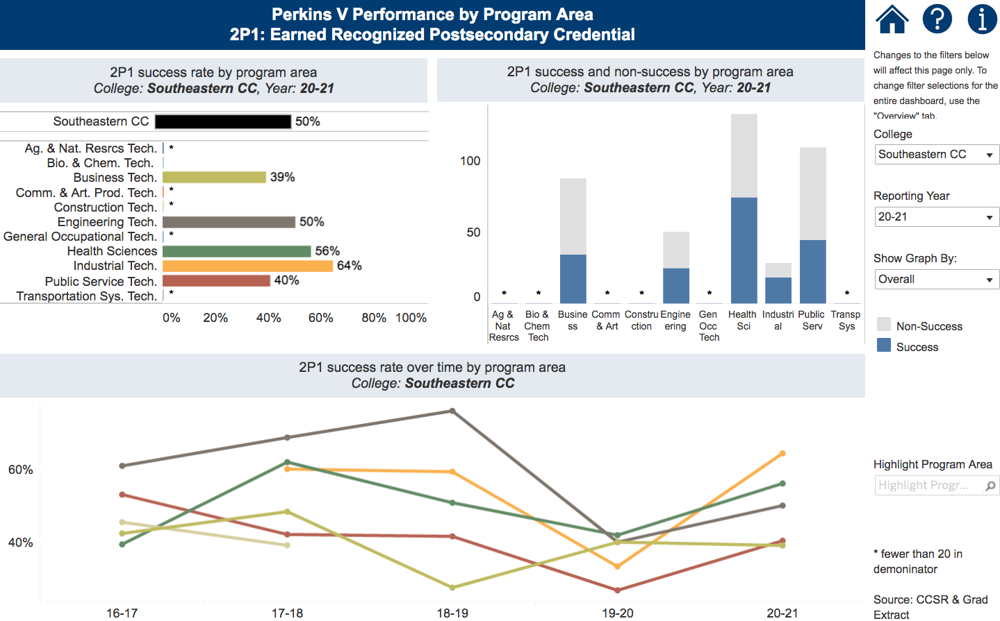 Perkins V Performance by Program Area
2P1: Earned Recognized Postsecondary Credential
Changes to the filters below
will affect this page only. To
change filter selections for the
entire dashboard, use the
"Overview" tab.
2P1 success rate by program area
College: Southeastern CC, Year: 20-21
Southeastern CC 50%
Ag. & Nat. Resrcs Tech. *
Bio. & Chem. Tech.
Business Tech. 39%
Comm. & Art. Prod. Tech. *
Construction Tech. *
Engineering Tech. 50%
General Occupational Tech. *
Health Sciences 56%
Industrial Tech. 64%
Public Service Tech. 40%
Transportation Sys. Tech. *
0% 20% 40% 60% 80% 100%
2P1 success and non-success by program area
College: Southeastern CC, Year: 20-21
100
50
0
* * * * * *
Ag &
Nat
Resrcs
Bio &
Chem
Tech
Busine
ss
Comm
& Art
Constru
ction
Engine
ering
Gen
Occ
Tech
Health
Sci
Industri
al
Public
Serv
Transp
Sys
College
Southeastern CC
Reporting Year
20-21
Show Graph By:
Overall
Non-Success
Success
2P1 success rate over time by program area
College: Southeastern CC
60%
40%
16-17 17-18 18-19 19-20 20-21
Highlight Program Area
Highlight Progr...
* fewer than 20 in
demoninator
Source: CCSR & Grad
Extract